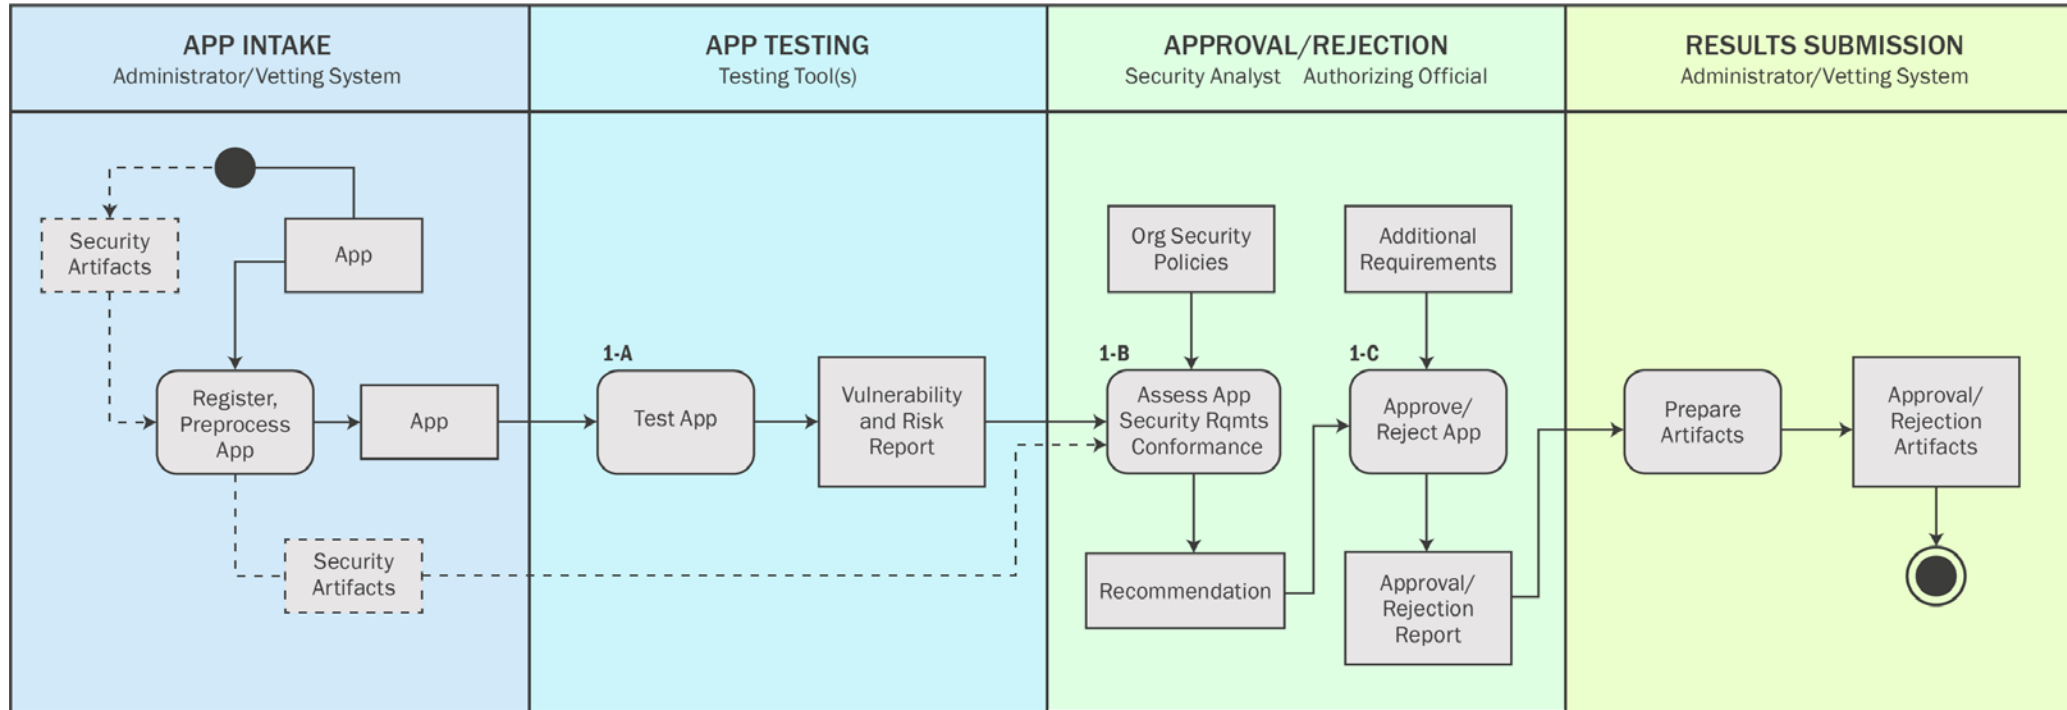 APP INTAKE
Administrator/Vetting System
APP TESTING
Testing Tool(s)
APPROVAL/REJECTION
Security Analyst Authorizing Official
RESULTS SUBMISSION
Administrator/Vetting System
Security
Artifacts
App
Register,
Preprocess
App
App
Security
Artifacts
1-A
Test App
Vulnerability
and Risk
Report
Org Security
Policies
1-B
Assess App
Security Rqmts
Conformance
Recommendation
Additional
Requirements
1-C
Approve/
Reject App
Approval/
Rejection
Report
Prepare
Artifacts
Approval/
Rejection
Artifacts